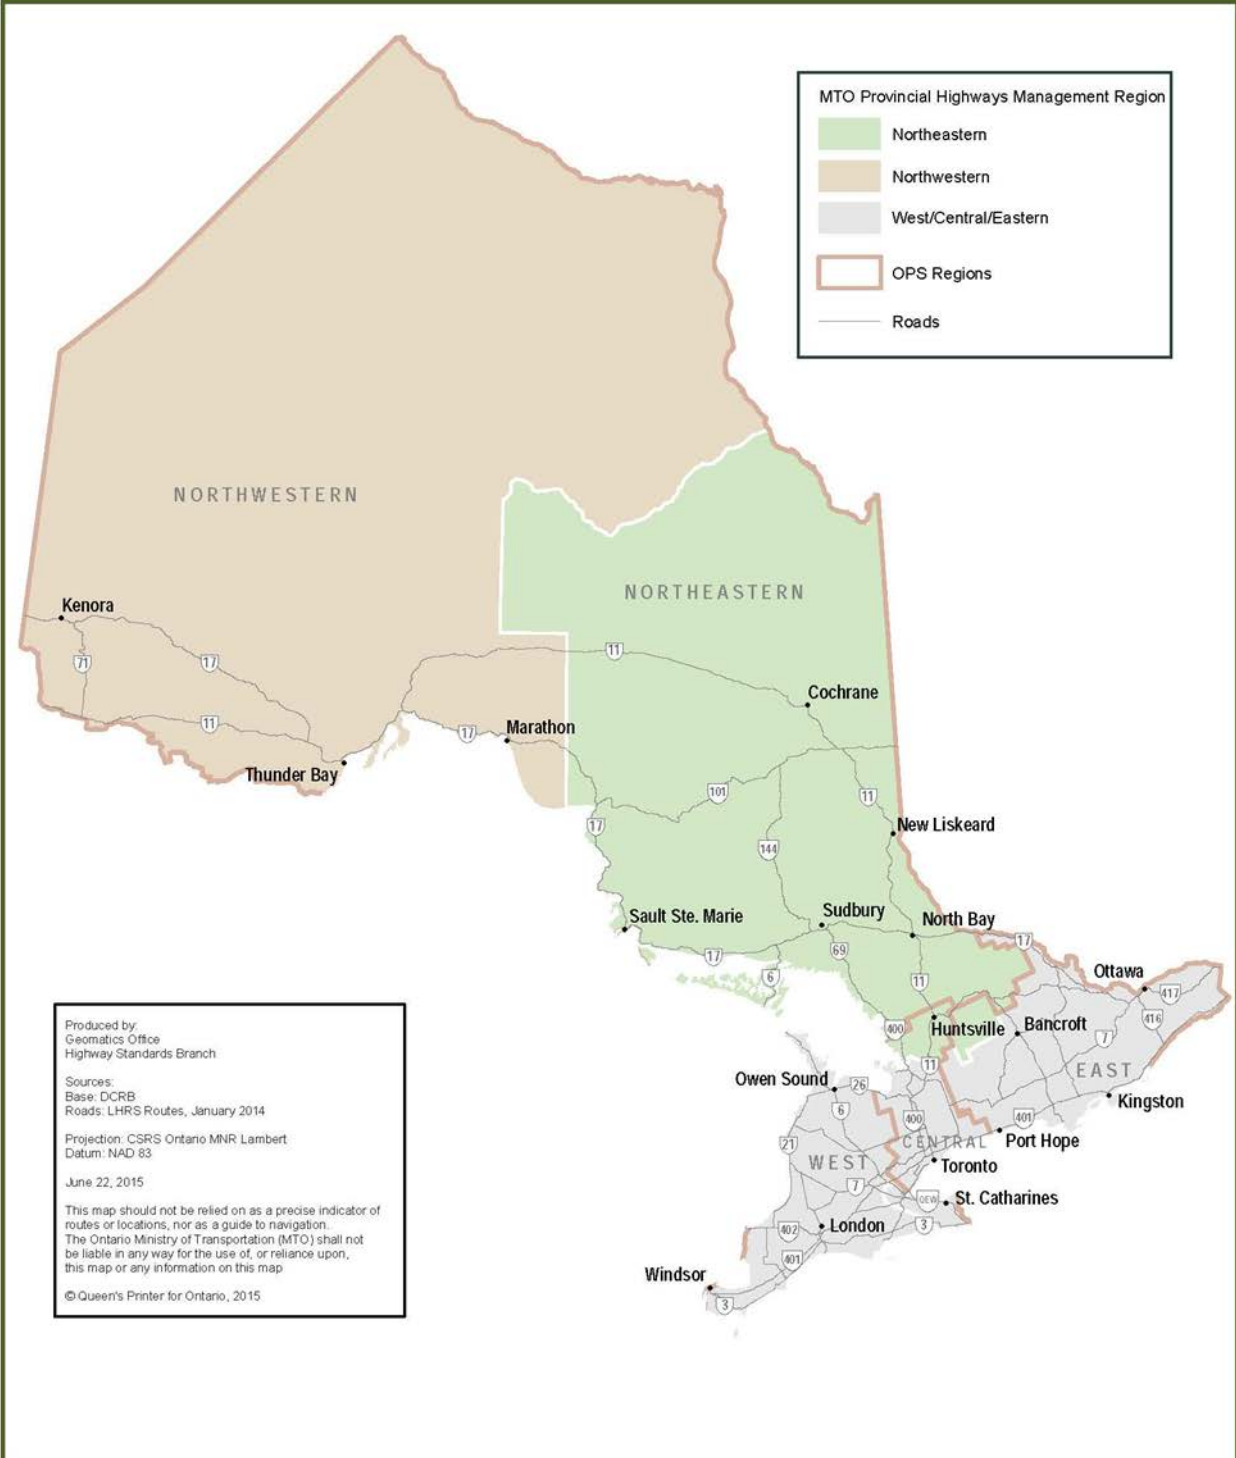 MTO Provincial Highways Management Region
Northeastern
Northwestern
West/Central/Eastern
OPS Regions
Roads
NORTHWESTERN
NORTHEASTERN
Kenora
71
17
11
Thunder Bay
17
Marathon
11
Cochrane
101
11
17
144
New Liskeard
Sault Ste. Marie
Sudbury
North Bay
17
69
17
6
11
Ottawa
417
416
400
Huntsville
Bancroft
7
11
EAST
Owen Sound
26
Kingston
6
400
401
21
CENTRAL
Port Hope
WEST
Toronto
7
QEW
St. Catharines
402
London
3
401
Windsor
3
Produced by:
Geomatics Office
Highway Standards Branch
Sources:
Base: DCRB
Roads: LHRS Routes, January 2014
Projection: CSRS Ontario MNR Lambert
Datum: NAD 83
June 22, 2015
This map should not be relied on as a precise indicator of
routes or locations, nor as a guide to navigation.
The Ontario Ministry of Transportation (MTO) shall not
be liable in any way for the use of, or reliance upon,
this map or any information on this map
© Queen's Printer for Ontario, 2015